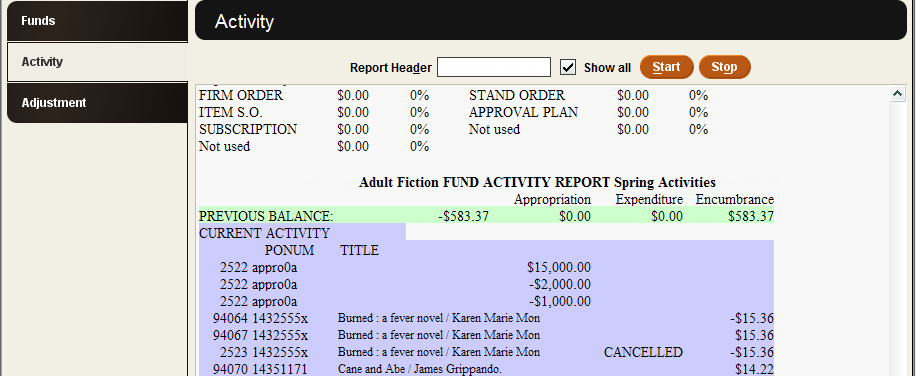 Funds
Activity
Adjustment
Activity
Report Header Show all Start Stop
FIRM ORDER $0.00 0% STAND ORDER $0.00 0%
ITEM S.O. $0.00 0% APPROVAL PLAN $0.00 0%
SUBSCRIPTION $0.00 0% Not used $0.00 0%
Not used $0.00 0%
Adult Fiction FUND ACTIVITY REPORT Spring Activities
Appropriation Expenditure Encumbrance
PREVIOUS BALANCE: -$583.37 $0.00 $0.00 $583.37
CURRENT ACTIVITY
PONUM TITLE
2522 appro0a $15,000.00
2522 appro0a -$2,000.00
2522 appro0a -$1,000.00
94064 1432555x Burned : a fever novel / Karen Marie Mon -$15.36
94067 1432555x Burned : a fever novel / Karen Marie Mon $15.36
2523 1432555x Burned : a fever novel / Karen Marie Mon CANCELLED -$15.36
94070 14351171 Cane and Abe / James Grippando. $14.22